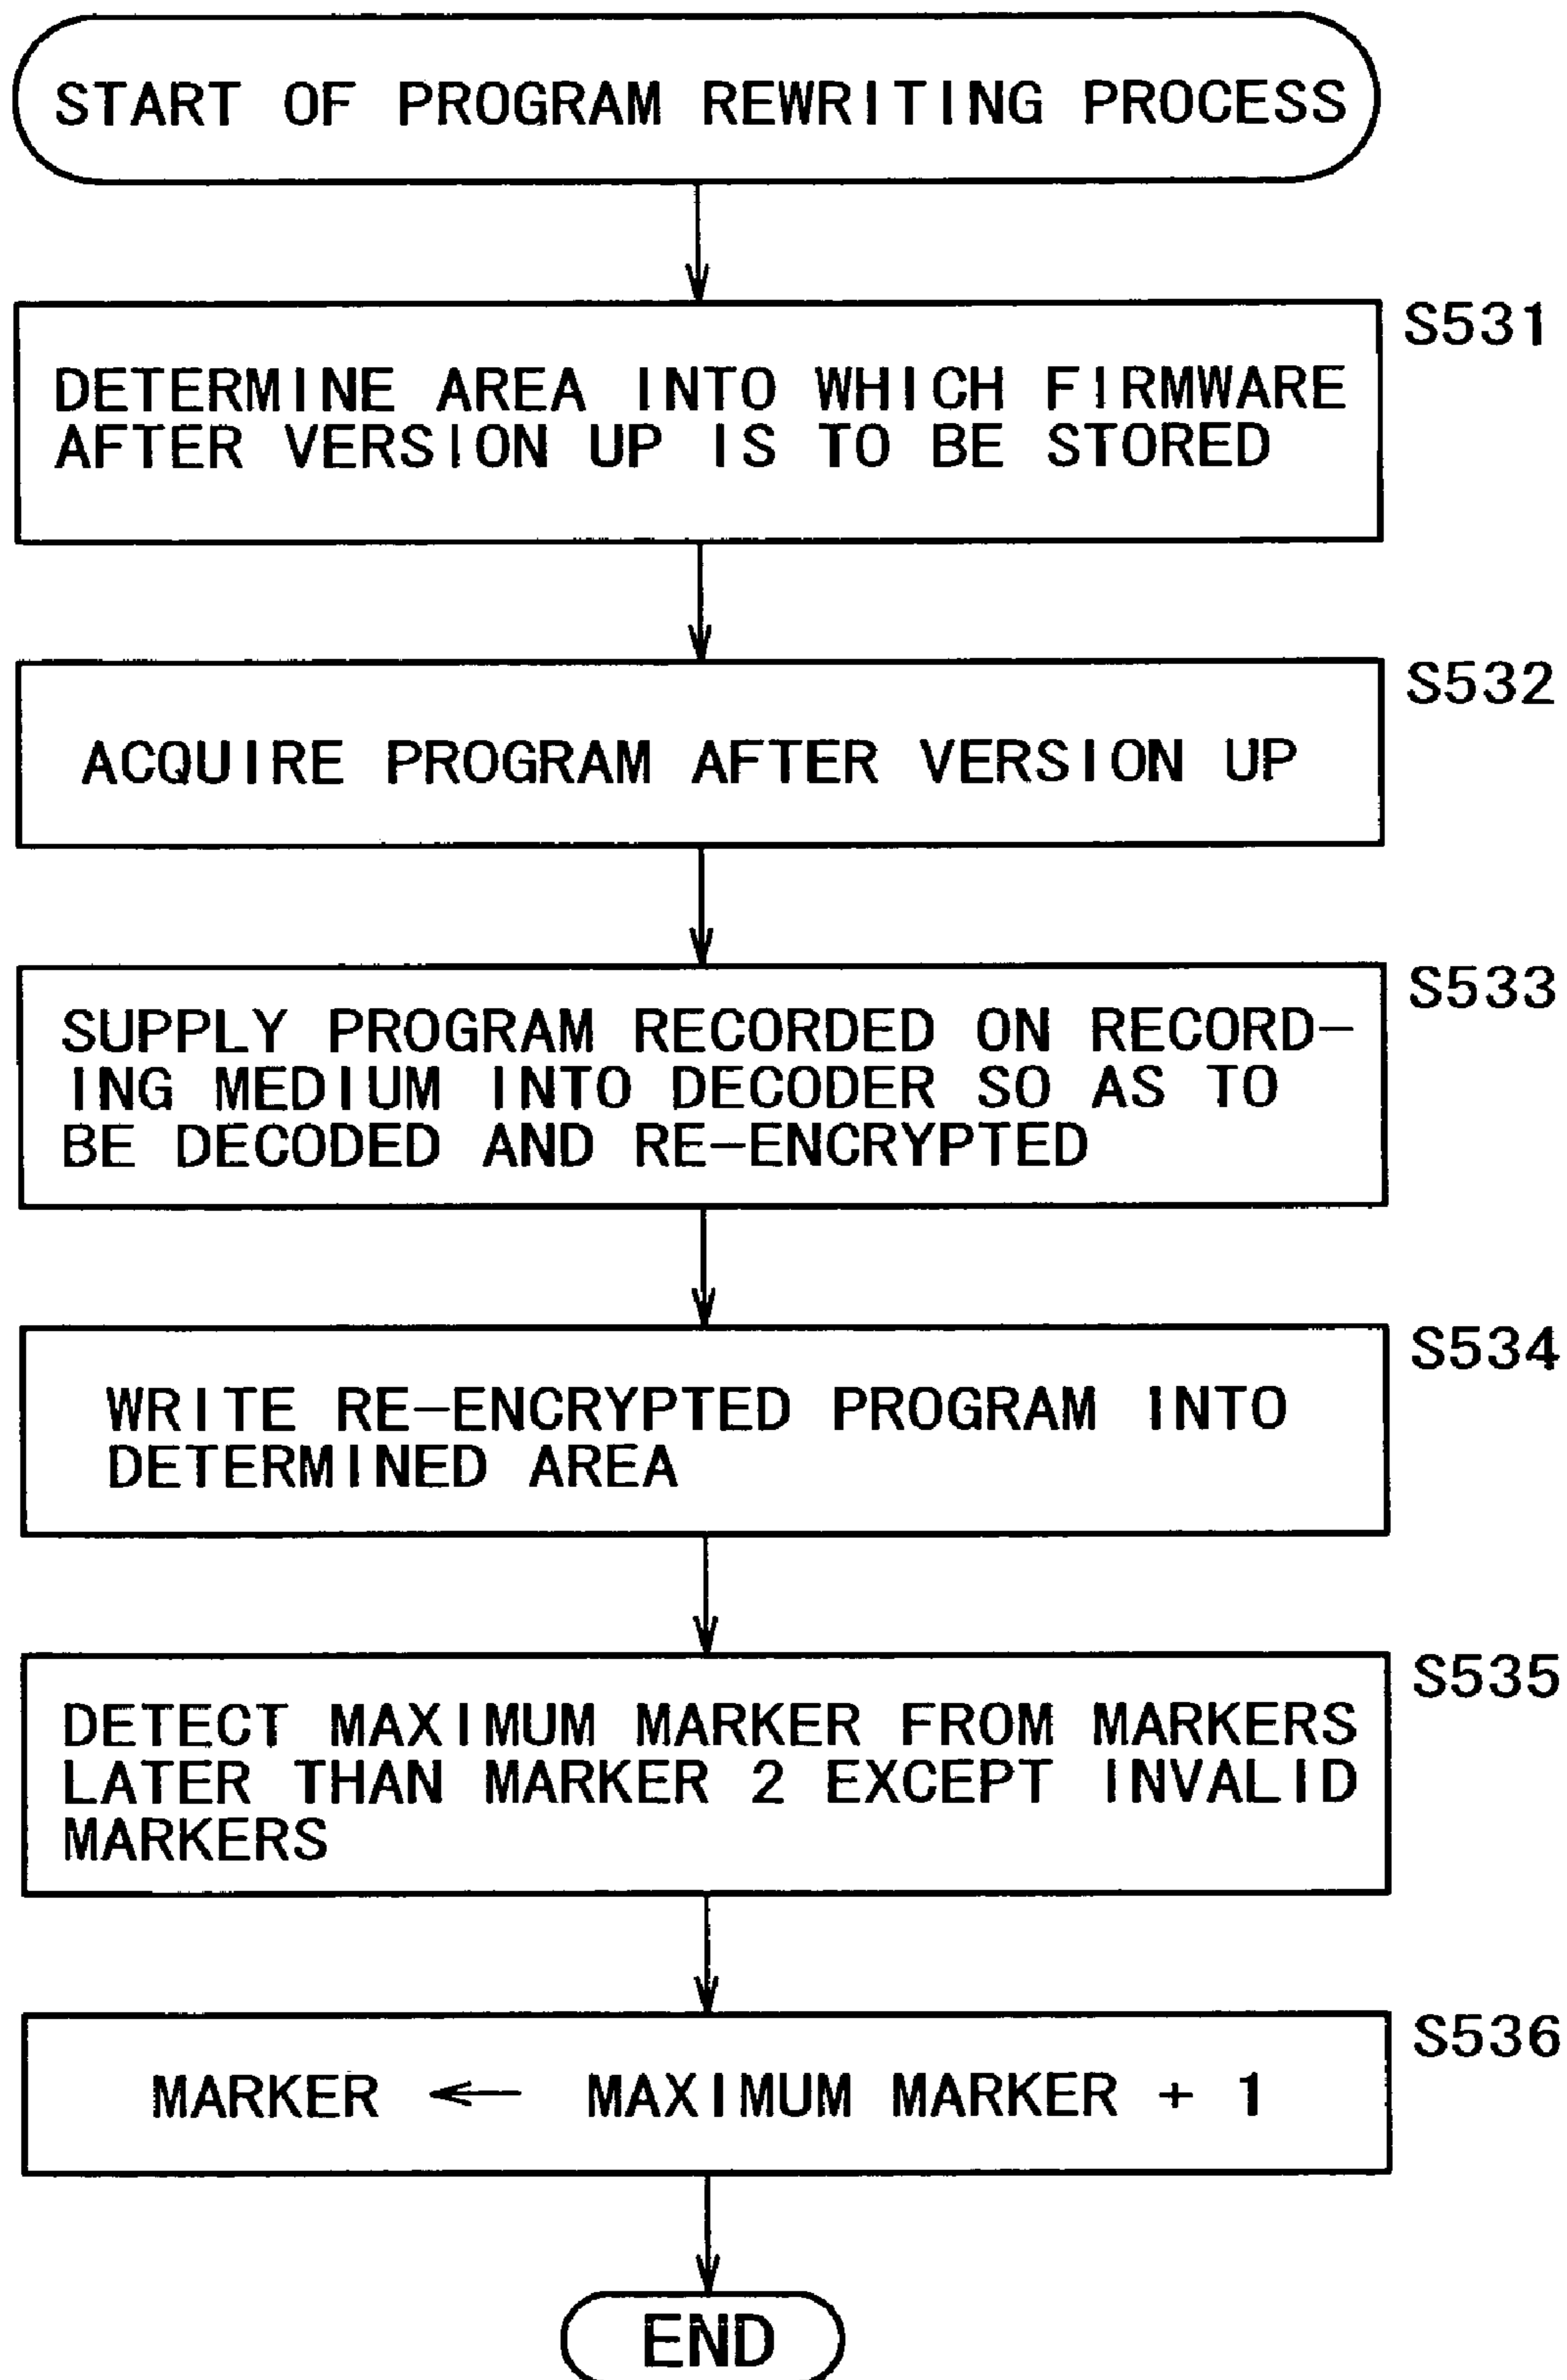 START OF PROGRAM REWRITING PROCESS
S531
DETERMINE AREA INTO WHICH FIRMWARE
AFTER VERSION UP IS TO BE STORED
S532
ACQUIRE PROGRAM AFTER VERSION UP
S533
SUPPLY PROGRAM RECORDED ON RECORD-
ING MEDIUM INTO DECODER SO AS TO
BE DECODED AND RE-ENCRYPTED
S534
WRITE RE-ENCRYPTED PROGRAM INTO
DETERMINED AREA
S535
DETECT MAXIMUM MARKER FROM MARKERS
LATER THAN MARKER 2 EXCEPT INVALID
MARKERS
S536
MARKER ← MAXIMUM MARKER + 1
END